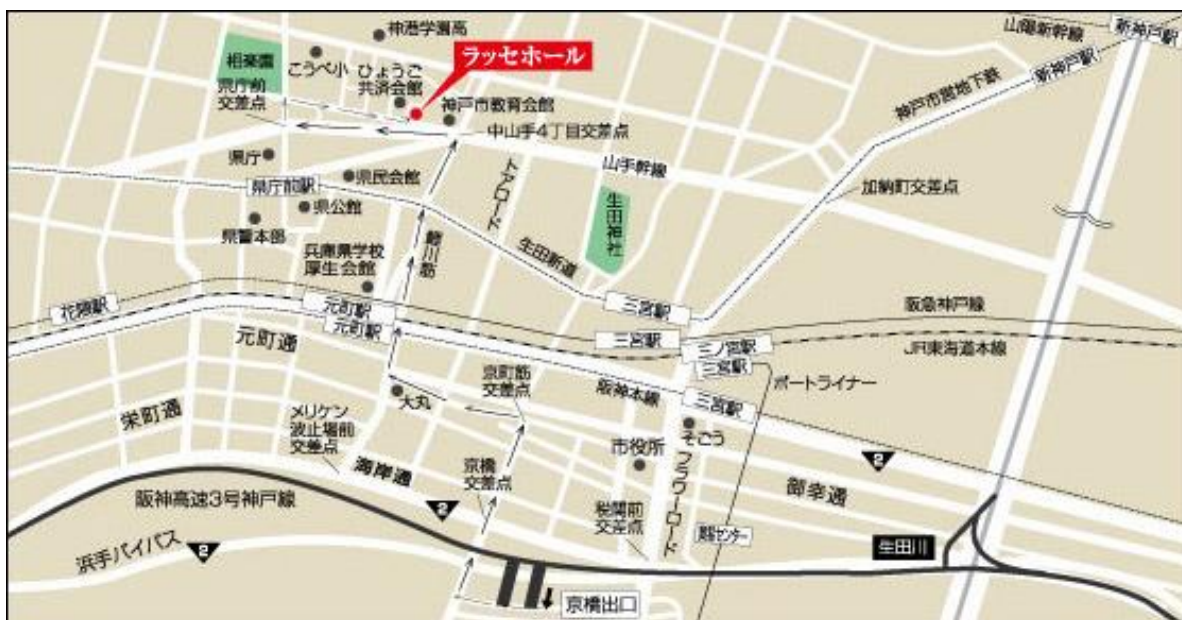 神港学園高
山陽新幹線
新神戸駅
相楽園
こうべ小
ラッセホール
ひょうご
共済会館
新神戸駅
神戸市営地下鉄
県庁前
交差点
神戸市教育会館
中山手4丁目交差点
県庁
山手幹線
県民会館
トアロード
県庁前駅
加納町交差点
県公館
生田神社
県警本部
鯉川筋
生田新道
兵庫県学校
厚生会館
花隈駅
元町駅
元町駅
三宮駅
阪急神戸線
三宮駅
三ノ宮駅
JR東海道本線
元町通
三宮駅
京町筋
交差点
阪神本線
ポートライナー
大丸
三宮駅
栄町通
メリケン
波止場前
交差点
そごう
市役所
海岸通
京橋
交差点
フラワーロード
2
御幸通
阪神高速3号神戸線
2
税関前
交差点
浜手バイパス
2
生田川
京橋出口